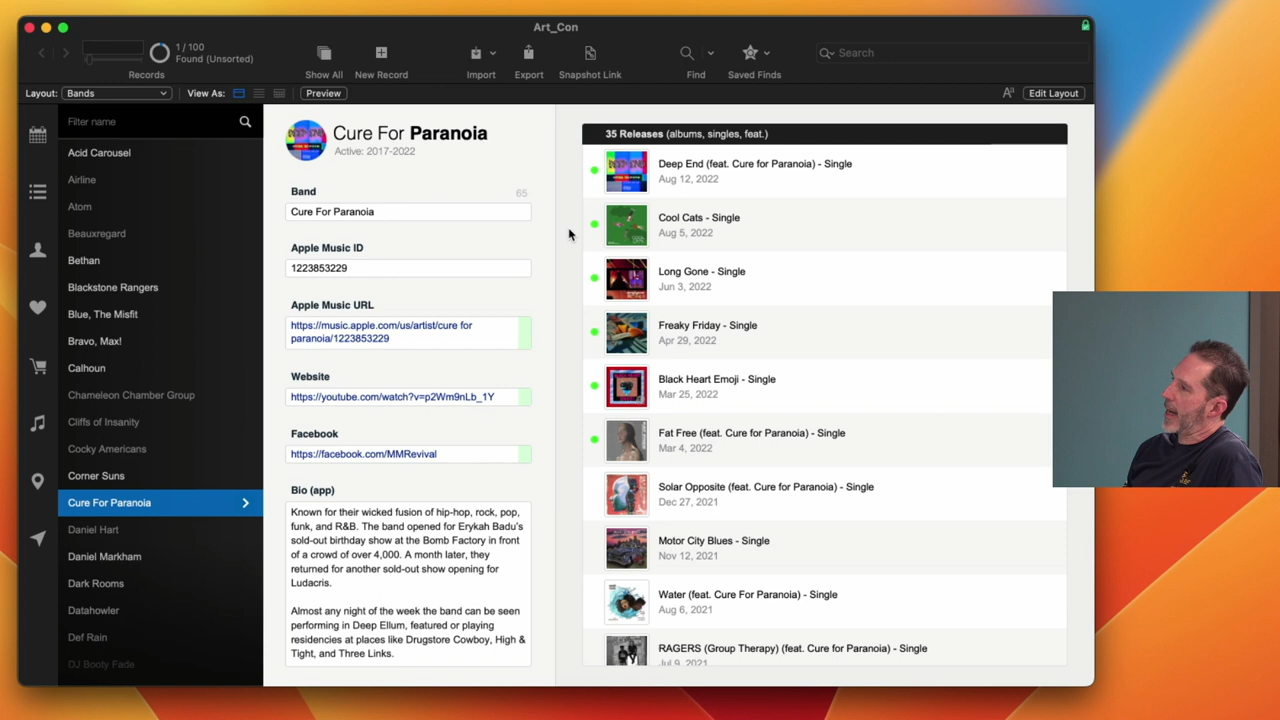 Art_Con
1 / 100
Found (Unsorted)
Records
Show All
New Record
Import
Export
Snapshot Link
Find
Saved Finds
Search
Layout:
Bands
View As:
Preview
Edit Layout
Filter name
Acid Carousel
Airline
Atom
Beauxregard
Bethan
Blackstone Rangers
Blue, The Misfit
Bravo, Max!
Calhoun
Chameleon Chamber Group
Cliffs of Insanity
Cocky Americans
Corner Suns
Cure For Paranoia
Daniel Hart
Daniel Markham
Dark Rooms
Datahowler
Def Rain
DJ Booty Fade
Cure For Paranoia
Active: 2017-2022
Band
65
Cure For Paranoia
Apple Music ID
1223853229
Apple Music URL
https://music.apple.com/us/artist/cure for
paranoia/1223853229
Website
https://youtube.com/watch?v=p2Wm9nLb_1Y
Facebook
https://facebook.com/MMRevival
Bio (app)
Known for their wicked fusion of hip-hop, rock, pop,
funk, and R&B. The band opened for Erykah Badu's
sold-out birthday show at the Bomb Factory in front
of a crowd of over 4,000. A month later, they
returned for another sold-out show opening for
Ludacris.
Almost any night of the week the band can be seen
performing in Deep Ellum, featured or playing
residencies at places like Drugstore Cowboy, High &
Tight, and Three Links.
35 Releases (albums, singles, feat.)
Deep End (feat. Cure for Paranoia) - Single
Aug 12, 2022
Cool Cats - Single
Aug 5, 2022
Long Gone - Single
Jun 3, 2022
Freaky Friday - Single
Apr 29, 2022
Black Heart Emoji - Single
Mar 25, 2022
Fat Free (feat. Cure for Paranoia) - Single
Mar 4, 2022
Solar Opposite (feat. Cure for Paranoia) - Single
Dec 27, 2021
Motor City Blues - Single
Nov 12, 2021
Water (feat. Cure For Paranoia) - Single
Aug 6, 2021
RAGERS (Group Therapy) (feat. Cure for Paranoia) - Single
Jul 9, 2021